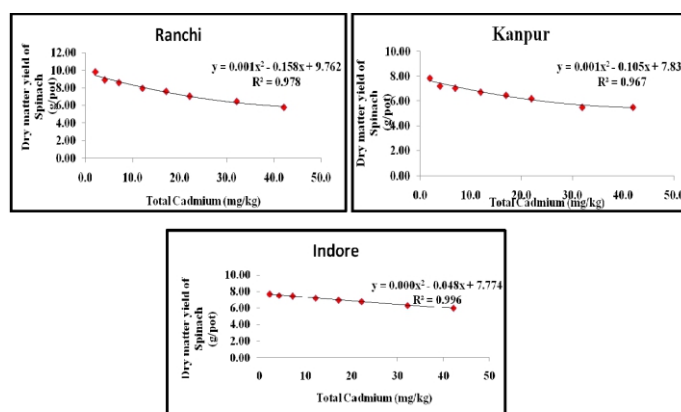 Ranchi
y = 0.001x² - 0.158x + 9.762
R² = 0.978
Dry matter yield of
Spinach
(g/pot)
12.00
10.00
8.00
6.00
4.00
2.00
0.00
0.0 10.0 20.0 30.0 40.0 50.0
Total Cadmium (mg/kg)
Kanpur
y = 0.001x² - 0.105x + 7.83
R² = 0.967
Dry matter yield of
Spinach
(g/pot)
10.00
8.00
6.00
4.00
2.00
0.00
0.0 10.0 20.0 30.0 40.0 50.0
Total Cadmium (mg/kg)
Indore
y = 0.000x² - 0.048x + 7.774
R² = 0.996
Dry matter yield of
Spinach
(g/pot)
10.00
8.00
6.00
4.00
2.00
0.00
0 10 20 30 40 50
Total Cadmium (mg/kg)